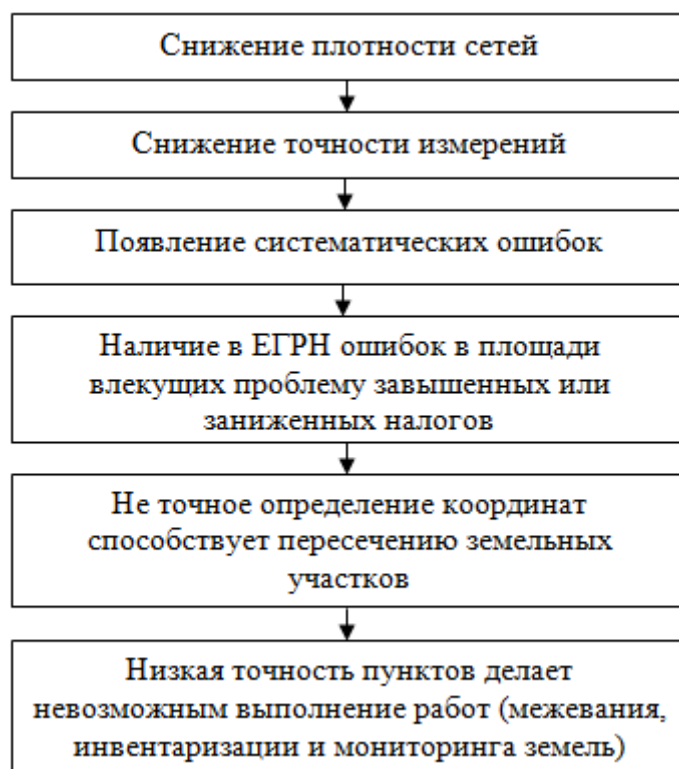 Снижение плотности сетей
Снижение точности измерений
Появление систематических ошибок
Наличие в ЕГРН ошибок в площади
влекущих проблему завышенных или
заниженных налогов
Не точное определение координат
способствует пересечению земельных
участков
Низкая точность пунктов делает
невозможным выполнение работ (межевания,
инвентаризации и мониторинга земель)